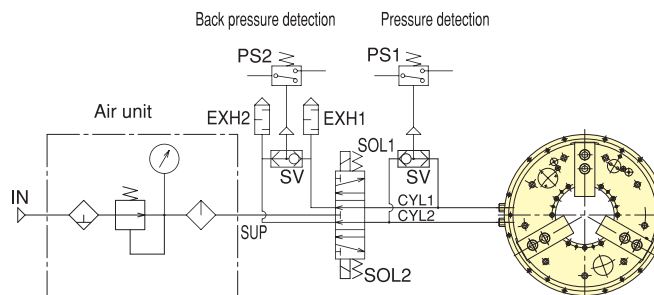 Back pressure detection
Pressure detection
PS2
PS1
Air unit
EXH2
EXH1
SOL1
SV
SV
IN
CYL1
CYL2
SUP
SOL2